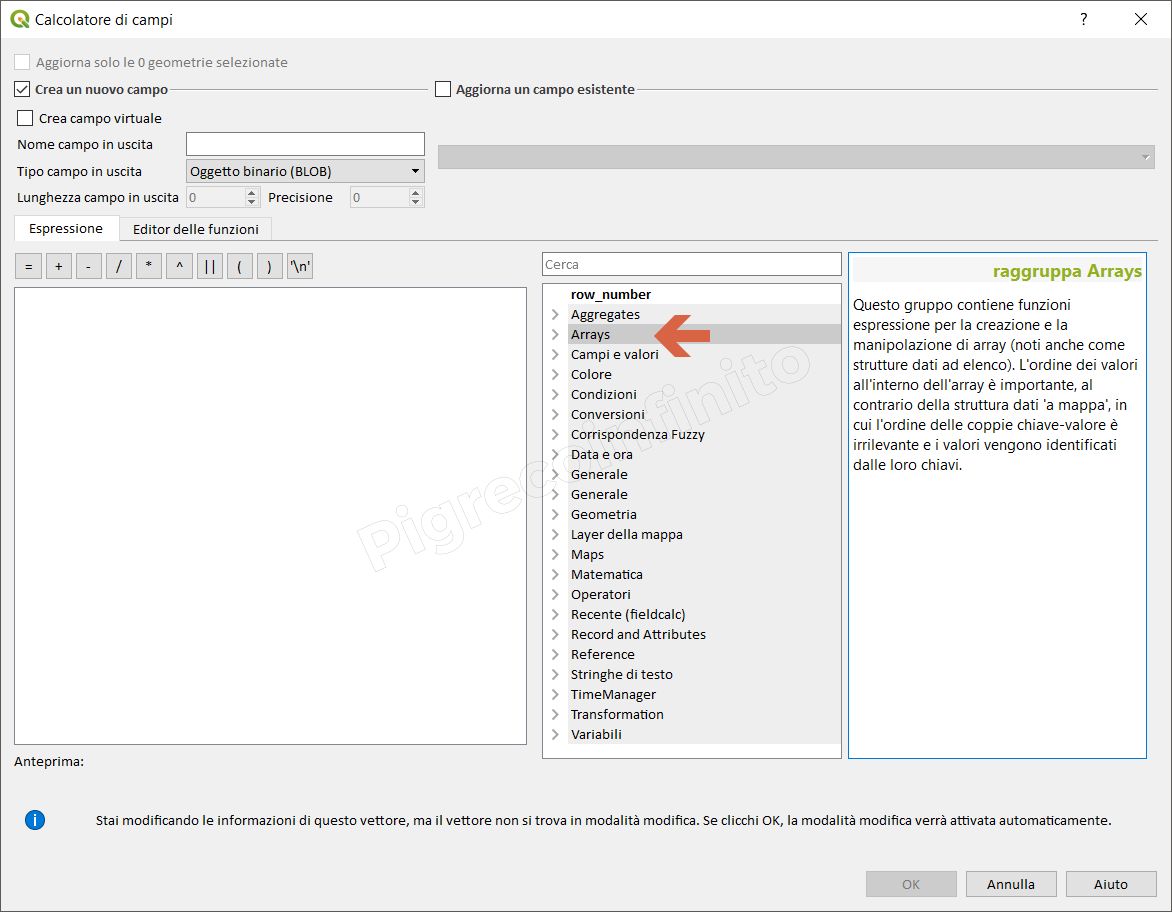 Calcolatore di campi
?
Aggiorna solo le 0 geometrie selezionate
Crea un nuovo campo
Aggiorna un campo esistente
Crea campo virtuale
Nome campo in uscita
Tipo campo in uscita
Oggetto binario (BLOB)
Lunghezza campo in uscita
0
Precisione
0
Espressione
Editor delle funzioni
= + - / * ^ || ( ) '\n'
Cerca
row_number
Aggregates
Arrays
Campi e valori
Colore
Condizioni
Conversioni
Corrispondenza Fuzzy
Data e ora
Generale
Generale
Geometria
Layer della mappa
Maps
Matematica
Operatori
Recente (fieldcalc)
Record and Attributes
Reference
Stringhe di testo
TimeManager
Transformation
Variabili
raggruppa Arrays
Questo gruppo contiene funzioni
espressione per la creazione e la
manipolazione di array (noti anche come
strutture dati ad elenco). L'ordine dei valori
all'interno dell'array è importante, al
contrario della struttura dati 'a mappa', in
cui l'ordine delle coppie chiave-valore è
irrilevante e i valori vengono identificati
dalle loro chiavi.
Pigrecoinfinito
Anteprima:
Stai modificando le informazioni di questo vettore, ma il vettore non si trova in modalità modifica. Se clicchi OK, la modalità modifica verrà attivata automaticamente.
OK
Annulla
Aiuto